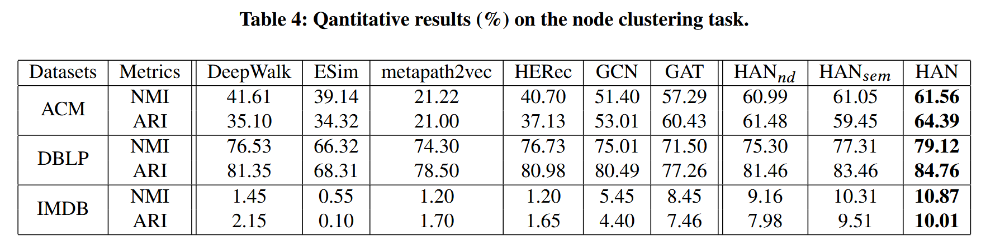 Table 4: Qantitative results (%) on the node clustering task.
Datasets Metrics DeepWalk ESim metapath2vec HERec GCN GAT HANnd HANsem HAN
ACM NMI 41.61 39.14 21.22 40.70 51.40 57.29 60.99 61.05 61.56
ARI 35.10 34.32 21.00 37.13 53.01 60.43 61.48 59.45 64.39
DBLP NMI 76.53 66.32 74.30 76.73 75.01 71.50 75.30 77.31 79.12
ARI 81.35 68.31 78.50 80.98 80.49 77.26 81.46 83.46 84.76
IMDB NMI 1.45 0.55 1.20 1.20 5.45 8.45 9.16 10.31 10.87
ARI 2.15 0.10 1.70 1.65 4.40 7.46 7.98 9.51 10.01